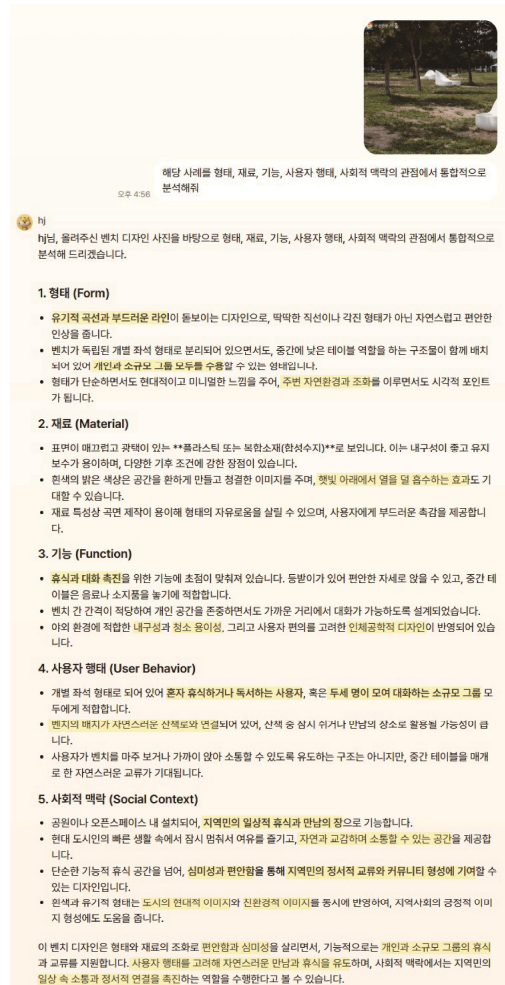 해당 사례를 형태, 재료, 기능, 사용자 행태, 사회적 맥락의 관점에서 통합적으로
분석해줘
오후 4:56
hj
hj님, 올려주신 벤치 디자인 사진을 바탕으로 형태, 재료, 기능, 사용자 행태, 사회적 맥락의 관점에서 통합적으로
분석해 드리겠습니다.
1. 형태 (Form)
• 유기적 곡선과 부드러운 라인이 돋보이는 디자인으로, 딱딱한 직선이나 각진 형태가 아닌 자연스럽고 편안한
인상을 줍니다.
• 벤치가 독립된 개별 좌석 형태로 분리되어 있으면서도, 중간에 낮은 테이블 역할을 하는 구조물이 함께 배치
되어 있어 개인과 소규모 그룹 모두를 수용할 수 있는 형태입니다.
• 형태가 단순하면서도 현대적이고 미니멀한 느낌을 주어, 주변 자연환경과 조화를 이루면서도 시각적 포인트
가 됩니다.
2. 재료 (Material)
• 표면이 매끄럽고 광택이 있는 **플라스틱 또는 복합소재(합성수지)**로 보입니다. 이는 내구성이 좋고 유지
보수가 용이하며, 다양한 기후 조건에 강한 장점이 있습니다.
• 흰색의 밝은 색상은 공간을 환하게 만들고 청결한 이미지를 주며, 햇빛 아래에서 열을 덜 흡수하는 효과도 기
대할 수 있습니다.
• 재료 특성상 곡면 제작이 용이해 형태의 자유로움을 살릴 수 있으며, 사용자에게 부드러운 촉감을 제공합니
다.
3. 기능 (Function)
• 휴식과 대화 촉진을 위한 기능에 초점이 맞춰져 있습니다. 등받이가 있어 편안한 자세로 앉을 수 있고, 중간 테
이블은 음료나 소지품을 놓기에 적합합니다.
• 벤치 간 간격이 적당하여 개인 공간을 존중하면서도 가까운 거리에서 대화가 가능하도록 설계되었습니다.
• 야외 환경에 적합한 내구성과 청소 용이성, 그리고 사용자 편의를 고려한 인체공학적 디자인이 반영되어 있습
니다.
4. 사용자 행태 (User Behavior)
• 개별 좌석 형태로 되어 있어 혼자 휴식하거나 독서하는 사용자, 혹은 두세 명이 모여 대화하는 소규모 그룹 모
두에게 적합합니다.
• 벤치의 배치가 자연스러운 산책로와 연결되어 있어, 산책 중 잠시 쉬거나 만남의 장소로 활용될 가능성이 큽
니다.
• 사용자가 벤치를 마주 보거나 가까이 앉아 소통할 수 있도록 유도하는 구조는 아니지만, 중간 테이블을 매개
로 한 자연스러운 교류가 기대됩니다.
5. 사회적 맥락 (Social Context)
• 공원이나 오픈스페이스 내 설치되어, 지역민의 일상적 휴식과 만남의 장으로 기능합니다.
• 현대 도시인의 빠른 생활 속에서 잠시 멈춰서 여유를 즐기고, 자연과 교감하며 소통할 수 있는 공간을 제공합
니다.
• 단순한 기능적 휴식 공간을 넘어, 심미성과 편안함을 통해 지역민의 정서적 교류와 커뮤니티 형성에 기여할 수
있는 디자인입니다.
• 흰색과 유기적 형태는 도시의 현대적 이미지와 친환경적 이미지를 동시에 반영하여, 지역사회의 긍정적 이미
지 형성에도 도움을 줍니다.
이 벤치 디자인은 형태와 재료의 조화로 편안함과 심미성을 살리면서, 기능적으로는 개인과 소규모 그룹의 휴식
과 교류를 지원합니다. 사용자 행태를 고려해 자연스러운 만남과 휴식을 유도하며, 사회적 맥락에서는 지역민의
일상 속 소통과 정서적 연결을 촉진하는 역할을 수행한다고 볼 수 있습니다.